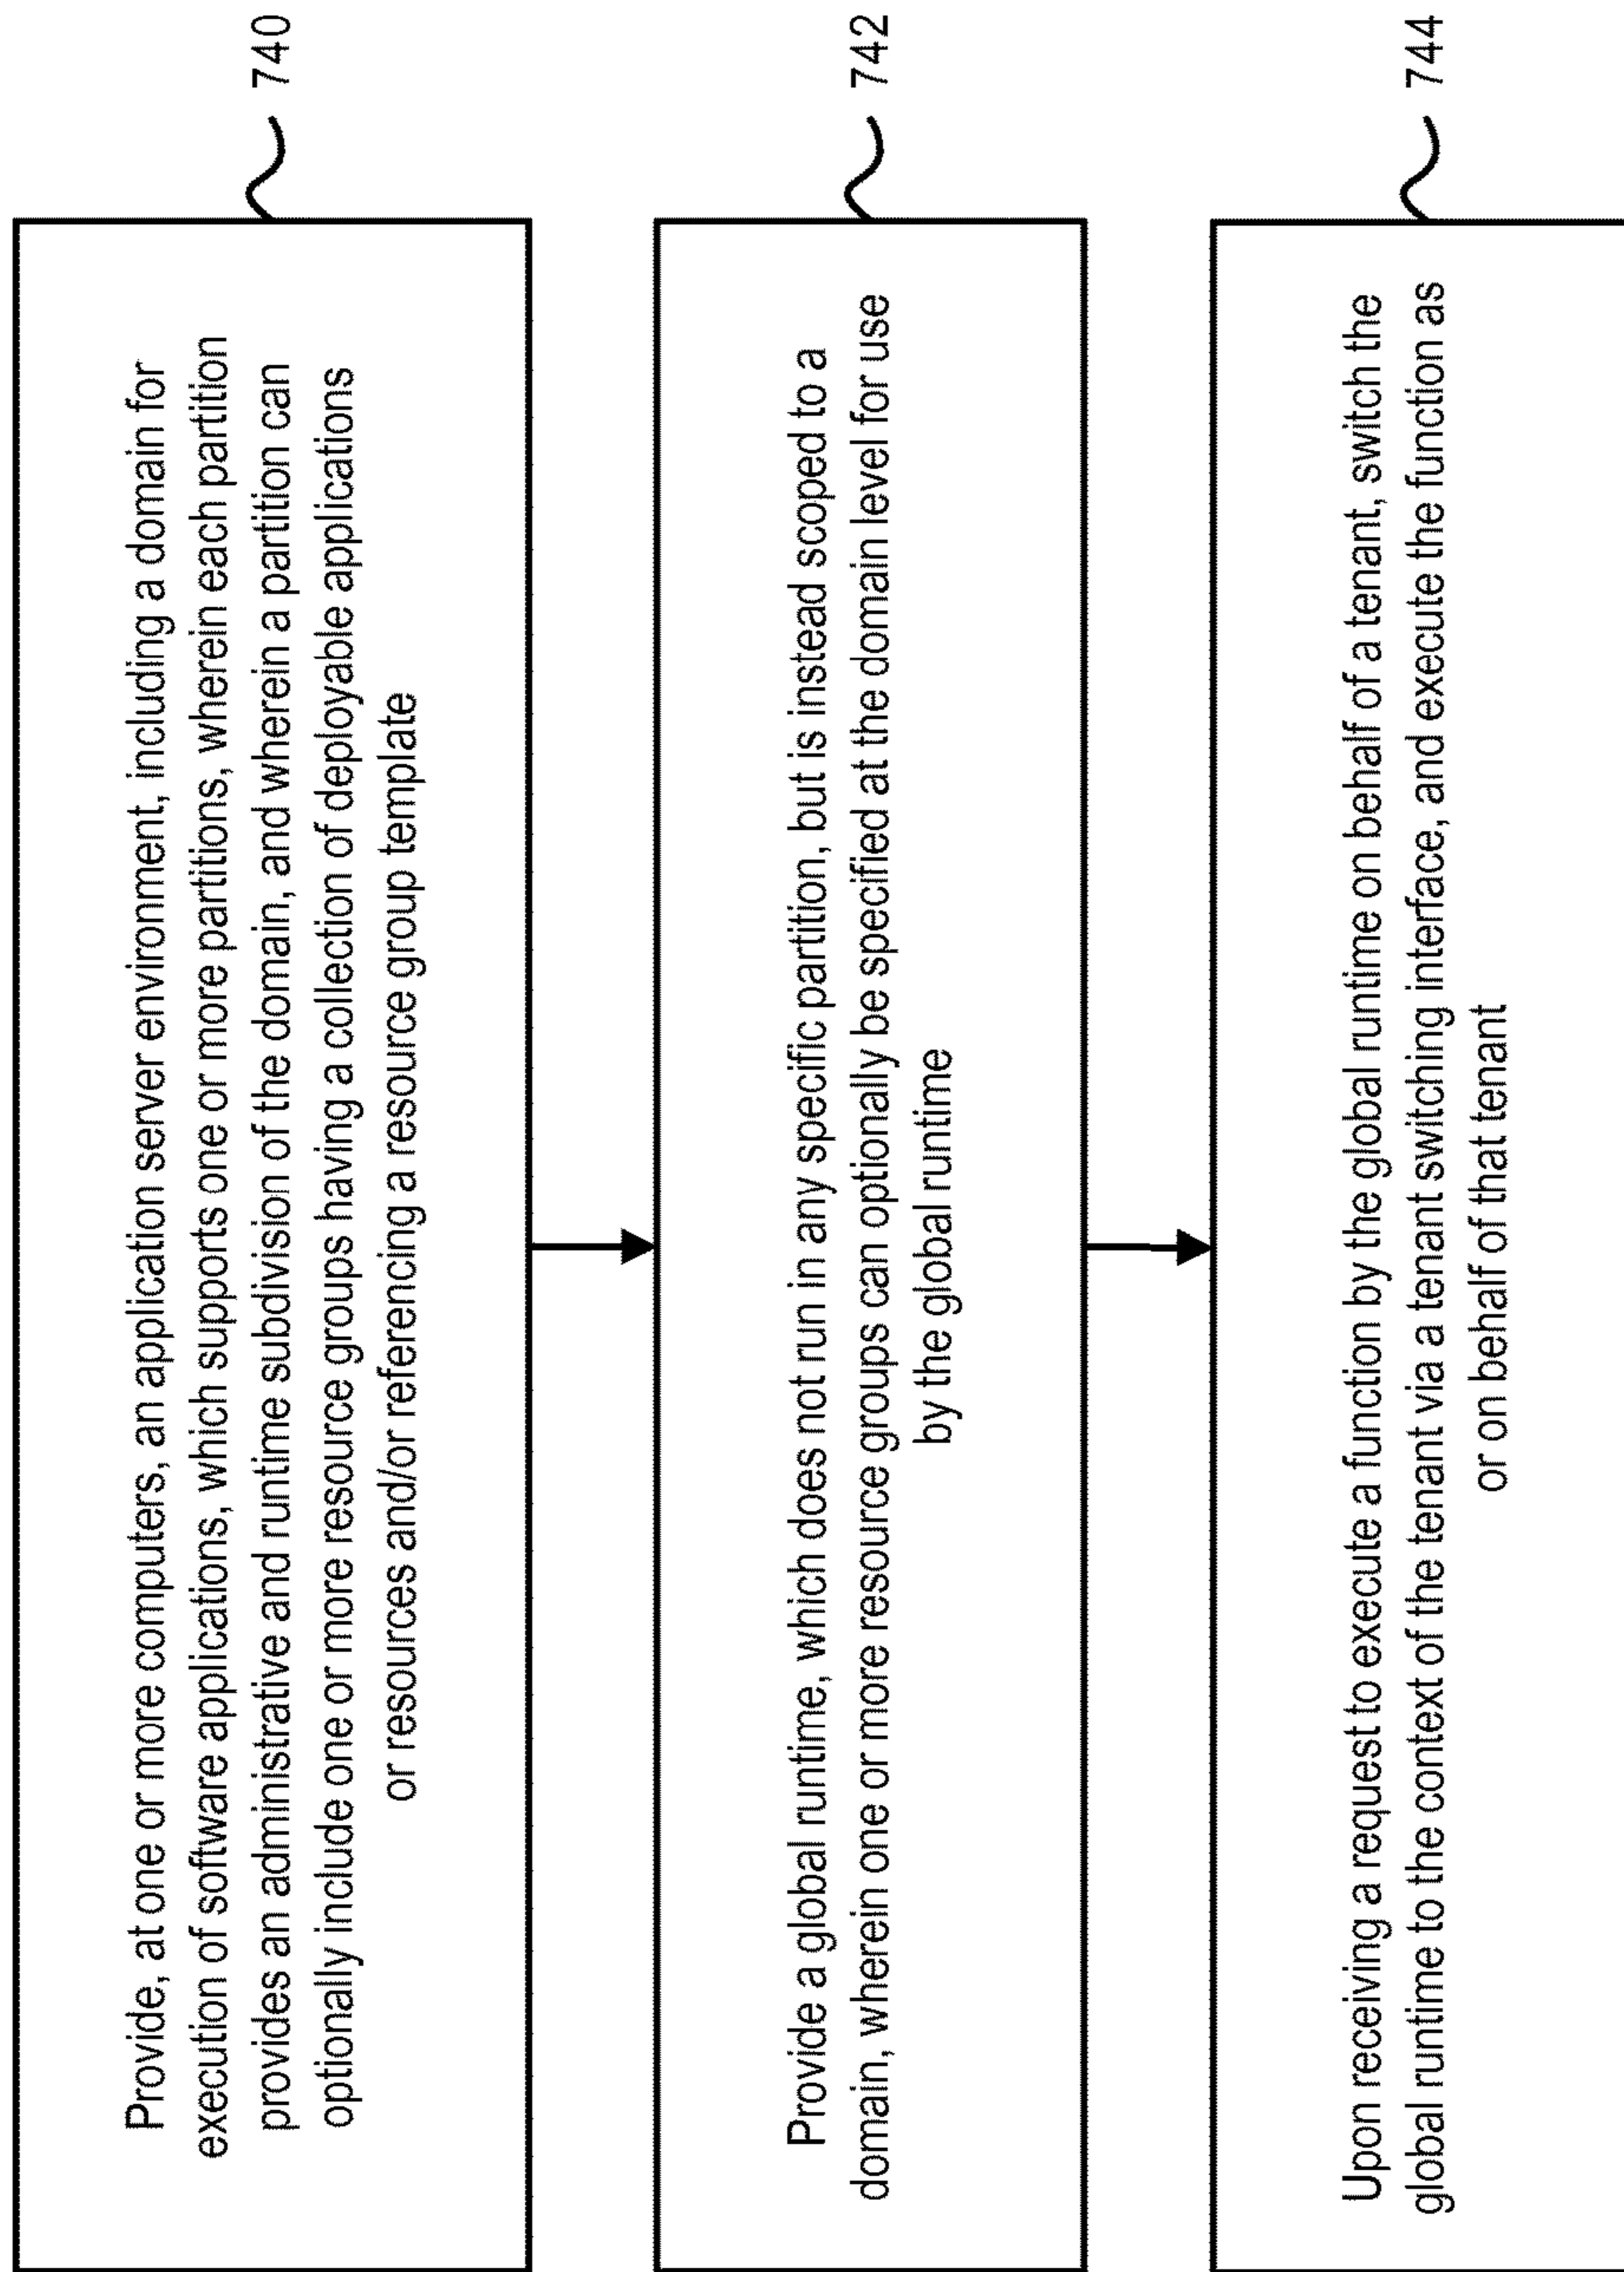 Provide, at one or more computers, an application server environment, including a domain for
execution of software applications, which supports one or more partitions, wherein each partition
provides an administrative and runtime subdivision of the domain, and wherein a partition can
optionally include one or more resource groups having a collection of deployable applications
or resources and/or referencing a resource group template
740
Provide a global runtime, which does not run in any specific partition, but is instead scoped to a
domain, wherein one or more resource groups can optionally be specified at the domain level for use
by the global runtime
742
Upon receiving a request to execute a function by the global runtime on behalf of a tenant, switch the
global runtime to the context of the tenant via a tenant switching interface, and execute the function as
or on behalf of that tenant
744